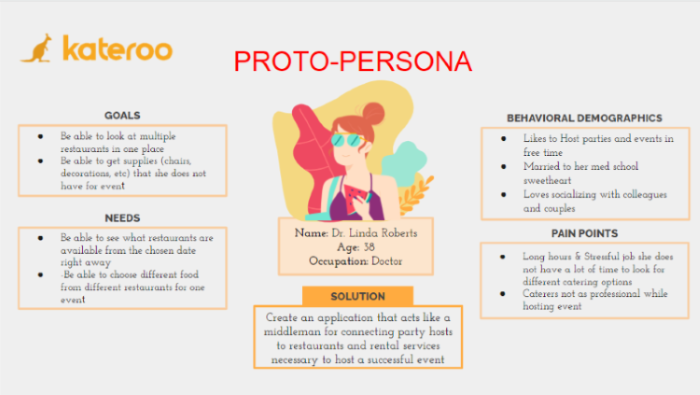 kateroo
PROTO-PERSONA
GOALS
Be able to look at multiple
restaurants in one place
Be able to get supplies (chairs,
decorations, etc) that she does not
have for event
NEEDS
Be able to see what restaurants are
available from the chosen date
right away
-Be able to choose different food
from different restaurants for one
event
Name: Dr. Linda Roberts
Age: 38
Occupation: Doctor
SOLUTION
Create an application that acts like a
middleman for connecting party hosts
to restaurants and rental services
necessary to host a successful event
BEHAVIORAL DEMOGRAPHICS
Likes to Host parties and events in
free time
Married to her med school
sweetheart
Loves socializing with colleagues
and couples
PAIN POINTS
Long hours & Stressful job she does
not have a lot of time to look for
different catering options
Caterers not as professional while
hosting event